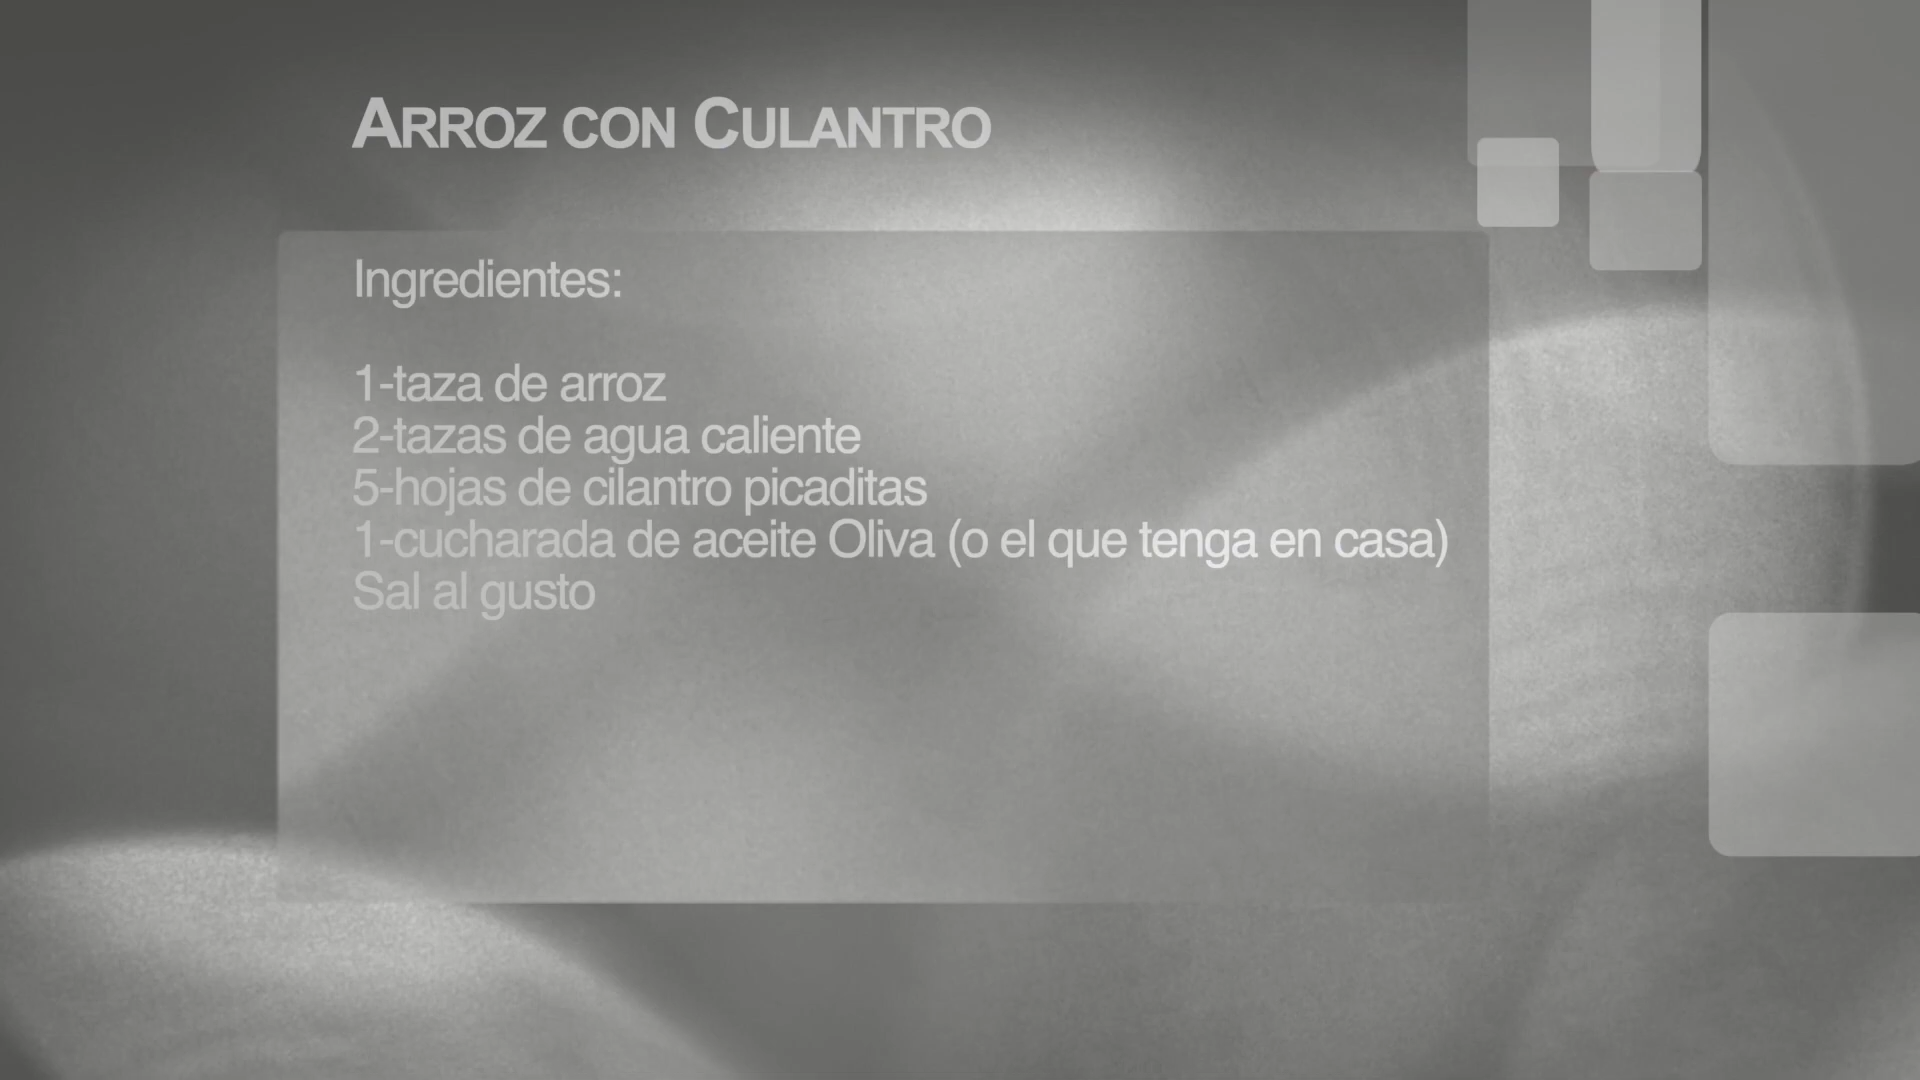 Arroz con Culantro
Ingredientes:
1-taza de arroz
2-tazas de agua caliente
5-hojas de cilantro picaditas
1-cucharada de aceite Oliva (o el que tenga en casa)
Sal al gusto